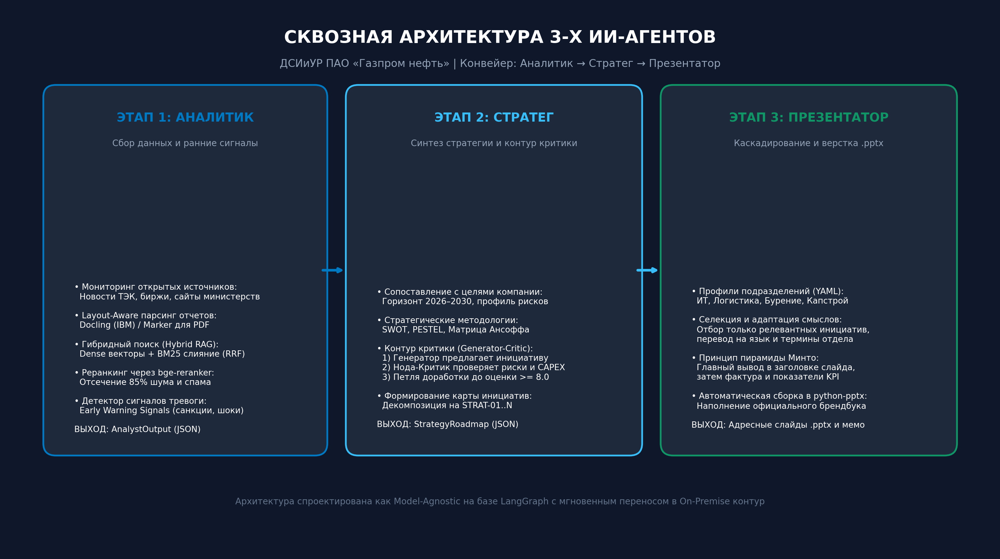 СКВОЗНАЯ АРХИТЕКТУРА 3-Х ИИ-АГЕНТОВ
ДСИиУР ПАО «Газпром нефть» | Конвейер: Аналитик → Стратег → Презентатор
ЭТАП 1: АНАЛИТИК
Сбор данных и ранние сигналы
• Мониторинг открытых источников:
Новости ТЭК, биржи, сайты министерств
• Layout-Aware парсинг отчетов:
Docling (IBM) / Marker для PDF
• Гибридный поиск (Hybrid RAG):
Dense векторы + BM25 слияние (RRF)
• Реранкинг через bge-reranker:
Отсечение 85% шума и спама
• Детектор сигналов тревоги:
Early Warning Signals (санкции, шоки)
ВЫХОД: AnalystOutput (JSON)
ЭТАП 2: СТРАТЕГ
Синтез стратегии и контур критики
• Сопоставление с целями компании:
Горизонт 2026–2030, профиль рисков
• Стратегические методологии:
SWOT, PESTEL, Матрица Ансоффа
• Контур критики (Generator-Critic):
1) Генератор предлагает инициативу
2) Нода-Критик проверяет риски и CAPEX
3) Петля доработки до оценки >= 8.0
• Формирование карты инициатив:
Декомпозиция на STRAT-01..N
ВЫХОД: StrategyRoadmap (JSON)
ЭТАП 3: ПРЕЗЕНТАТОР
Каскадирование и верстка .pptx
• Профили подразделений (YAML):
ИТ, Логистика, Бурение, Капстрой
• Селекция и адаптация смыслов:
Отбор только релевантных инициатив,
перевод на язык и термины отдела
• Принцип пирамиды Минто:
Главный вывод в заголовке слайда,
затем фактура и показатели KPI
• Автоматическая сборка в python-pptx:
Наполнение официального брендбука
ВЫХОД: Адресные слайды .pptx и мемо
Архитектура спроектирована как Model-Agnostic на базе LangGraph с мгновенным переносом в On-Premise контур